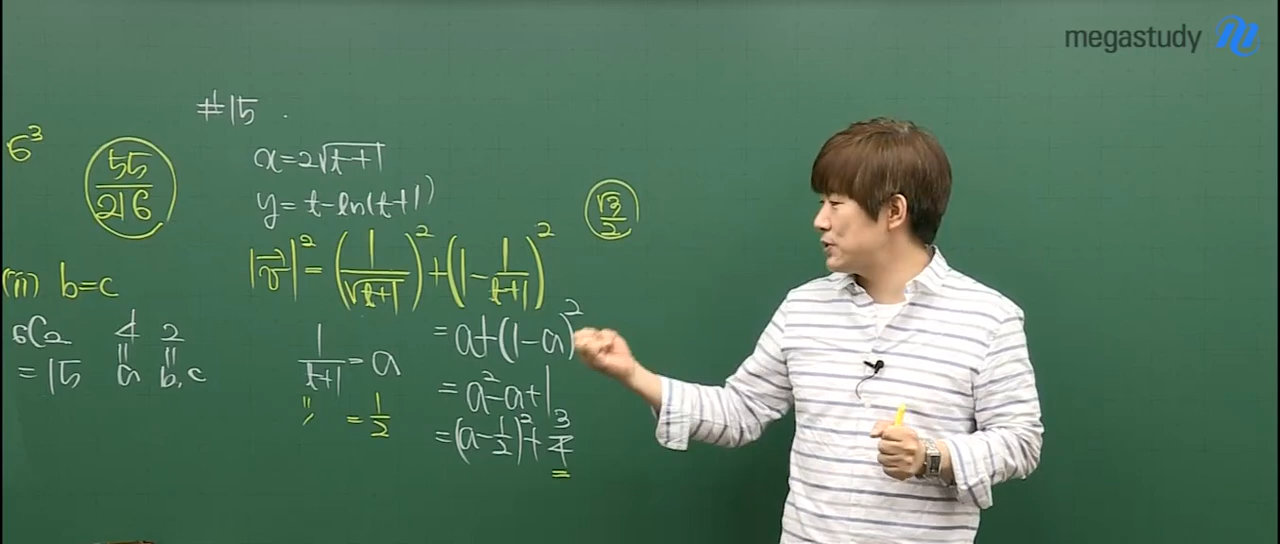 megastudy
6³
55/216
(iii) b=c
₆C₂ 4 2
=15 a b,c
#15.
x=2√(t+1)
y=t-ln(t+1)
|v⃗|²=(1/√(t+1))²+(1-1/(t+1))²
=a+(1-a)²
1/(t+1)=a
=a²-a+1
〃 =1/2
=(a-1/2)²+3/4
√3/2